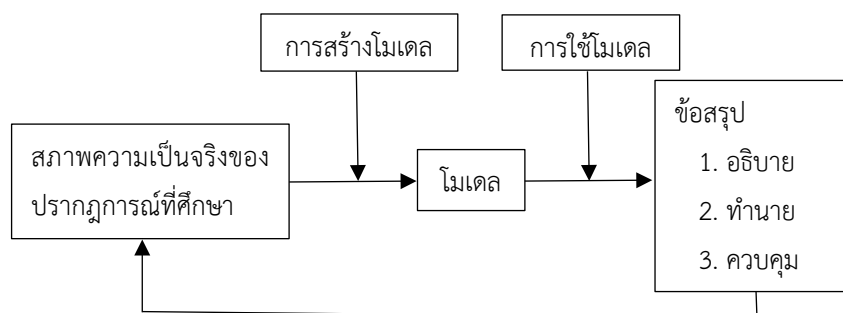 การสร้างโมเดล
การใช้โมเดล
สภาพความเป็นจริงของ
ปรากฎการณ์ที่ศึกษา
โมเดล
ข้อสรุป
1. อธิบาย
2. ทำนาย
3. ควบคุม